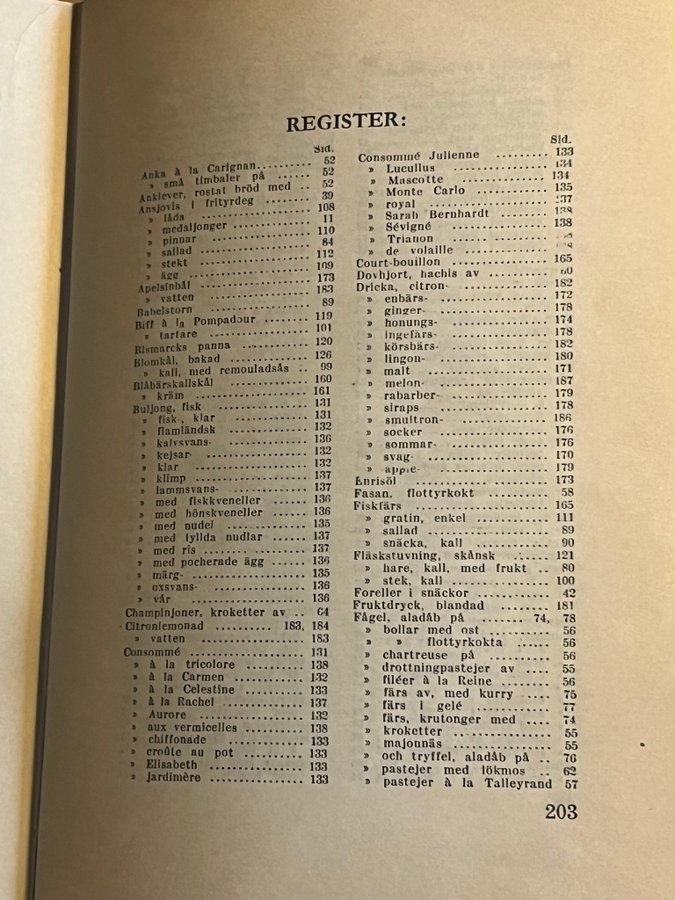 REGISTER:
Sid.
Anka à la Carignan.......... 52
» små timbaler på ...... 52
Anklever, rostat bröd med .. 52
Ansjovis i frityrdeg ........ 39
» låda ................ 108
» medaljonger .......... 11
» pinnar .............. 110
» sallad .............. 84
» stekt ............... 112
» ägg ................. 109
Apelsinbål ................ 173
» vatten .............. 183
Babelstorn ................ 89
Biff à la Pompadour ........ 119
» tartare .............. 101
Bismarcks panna ............ 120
Blomkål, bakad ............ 126
» kall, med remouladsås .. 99
Blåbärskallskål ............ 160
» kräm ................ 161
Buljong, fisk .............. 131
» fisk-, klar ............ 131
» flamländsk ............ 132
» kalvsvans- ............ 136
» kejsar- .............. 132
» klar ................ 132
» klimp ................ 137
» lammsvans- ............ 137
» med fiskkveneller ...... 136
» med hönskveneller ...... 136
» med nudel ............ 135
» med fyllda nudlar ...... 137
» med ris .............. 137
» med pocherade ägg .... 136
» märg- ................ 135
» oxsvans- .............. 136
» vår .................. 136
Champinjoner, kroketter av .. 64
Citronlemonad .......... 183, 184
» vatten .............. 183
Consommé ................ 131
» à la tricolore .......... 138
» à la Carmen .......... 132
» à la Celestine ........ 133
» à la Rachel .......... 137
» Aurore .............. 132
» aux vermicelles ........ 138
» chiffonade ............ 133
» croûte au pot .......... 133
» Elisabeth ............ 133
» jardimère ............ 133
Sid.
Consommé Julienne ........ 133
» Lucullus .............. 134
» Mascotte .............. 134
» Monte Carlo .......... 135
» royal ................ 137
» Sarah Bernhardt ...... 138
» Sévigné .............. 138
» Trianon ..............
» de volaille ............
Court-bouillon ............ 165
Dovhjort, hachis av ........ 60
Dricka, citron- ............ 182
» enbärs- .............. 172
» ginger- .............. 178
» honungs- ............ 174
» ingefärs- ............ 178
» körsbärs- ............ 182
» lingon- .............. 180
» malt ................ 171
» melon- .............. 187
» rabarber- ............ 179
» siraps .............. 178
» smultron- ............ 186
» socker .............. 176
» sommar- ............ 176
» svag- ................ 170
» äpple- .............. 179
Enrisöl .................. 173
Fasan, flottyrkokt .......... 58
Fiskfärs .................. 165
» gratin, enkel .......... 111
» sallad ................ 89
» snäcka, kall .......... 90
Fläskstuvning, skånsk ...... 121
» hare, kall, med frukt .. 80
» stek, kall ............ 100
Foreller i snäckor .......... 42
Fruktdryck, blandad ........ 181
Fågel, aladåb på ........ 74, 78
» bollar med ost ........ 56
» » flottyrkokta ...... 56
» chartreuse på .......... 56
» drottningpastejer av .... 55
» filéer à la Reine ........ 56
» färs av, med kurry .... 75
» färs i gelé ............ 77
» färs, krutonger med .... 74
» kroketter .............. 55
» majonnäs .............. 55
» och tryffel, aladåb på .. 76
» pastejer med lökmos .. 62
» pastejer à la Talleyrand 57
203